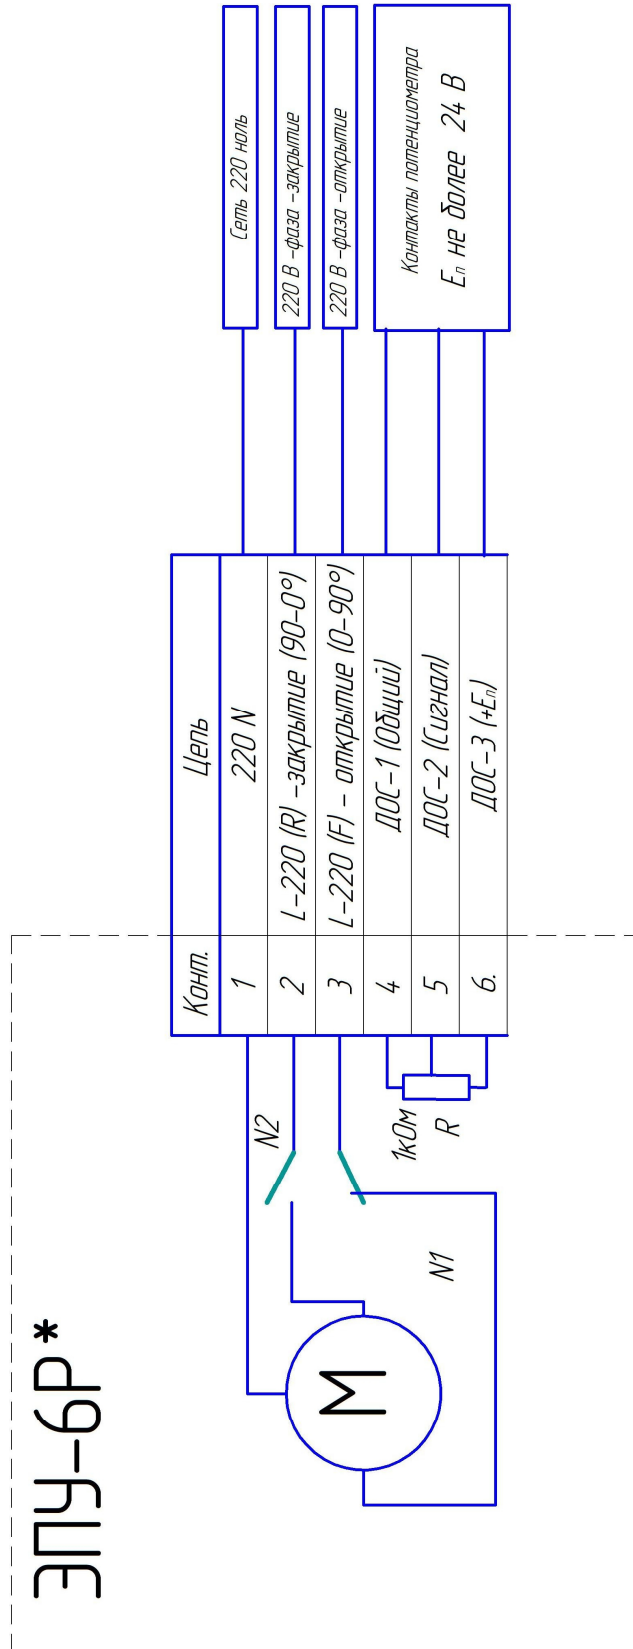 ЭПУ-6Р*
Конт.
Цепь
1
220 N
2
L-220 (R) -закрытие (90-0°)
3
L-220 (F) - открытие (0-90°)
4
ДОС-1 (Общий)
5
ДОС-2 (Сигнал)
6.
ДОС-3 (+Eп)
Сеть 220 ноль
220 В -фаза -закрытие
220 В -фаза -открытие
Контакты потенциометра
Eп не более 24 В
N2
1кОм
R
N1
М